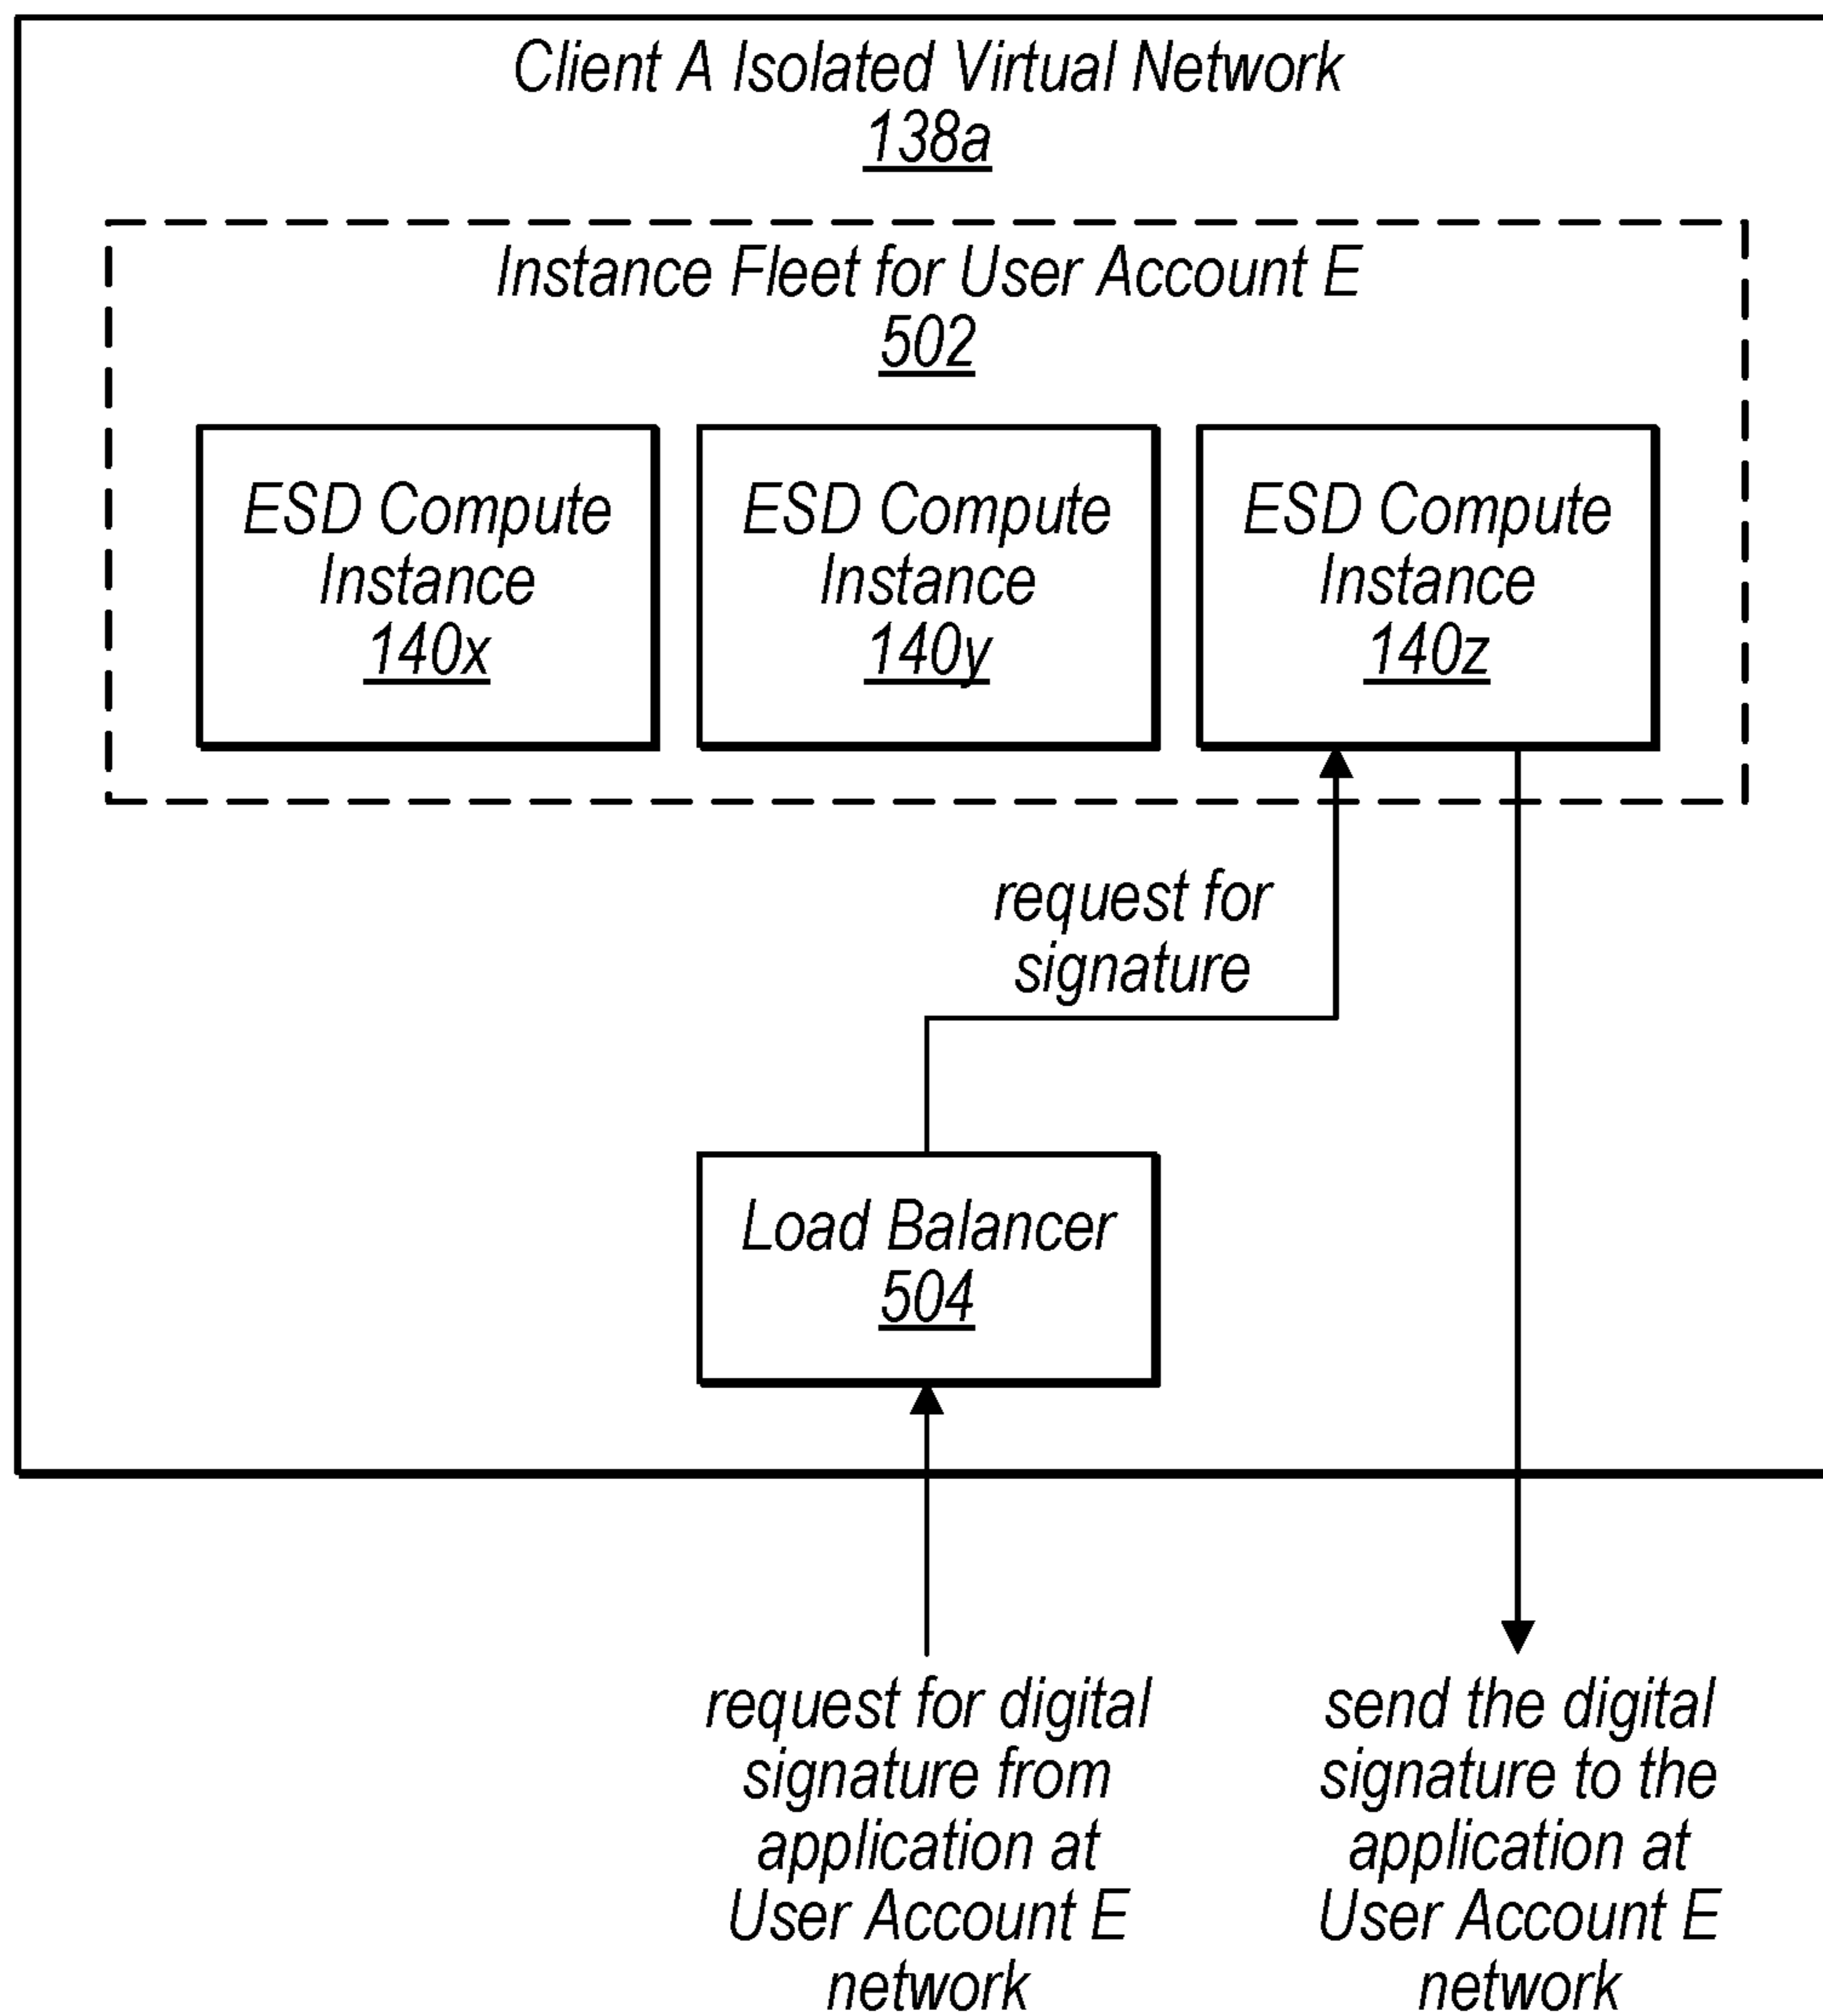 Client A Isolated Virtual Network
138a
Instance Fleet for User Account E
502
ESD Compute
Instance
140x
ESD Compute
Instance
140y
ESD Compute
Instance
140z
request for
signature
Load Balancer
504
request for digital
signature from
application at
User Account E
network
send the digital
signature to the
application at
User Account E
network